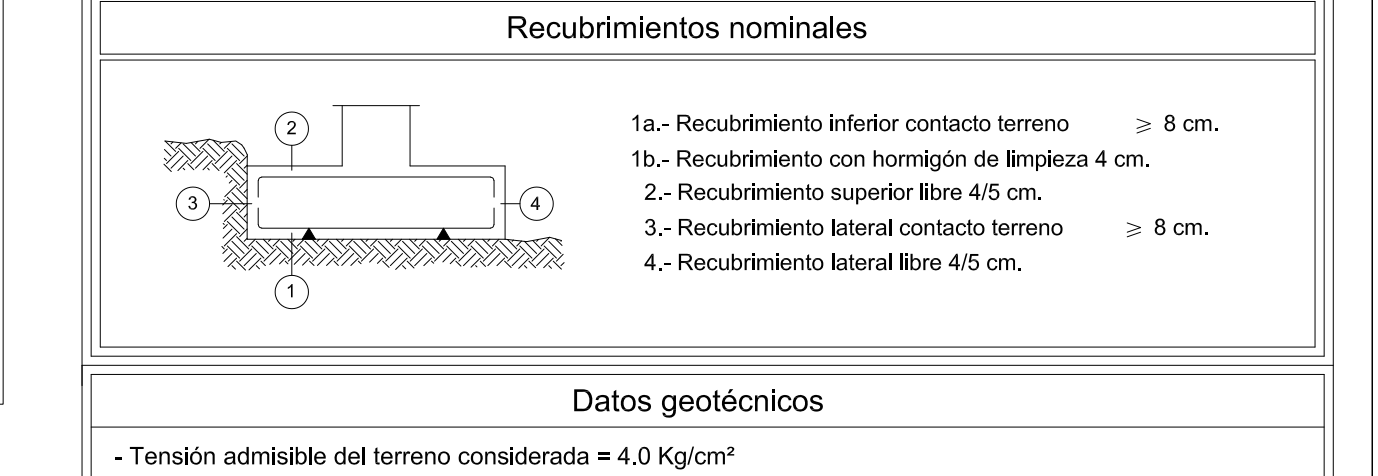 Recubrimientos nominales
2
3
4
1
1a.- Recubrimiento inferior contacto terreno ⩾ 8 cm.
1b.- Recubrimiento con hormigón de limpieza 4 cm.
2.- Recubrimiento superior libre 4/5 cm.
3.- Recubrimiento lateral contacto terreno ⩾ 8 cm.
4.- Recubrimiento lateral libre 4/5 cm.
Datos geotécnicos
- Tensión admisible del terreno considerada = 4.0 Kg/cm²